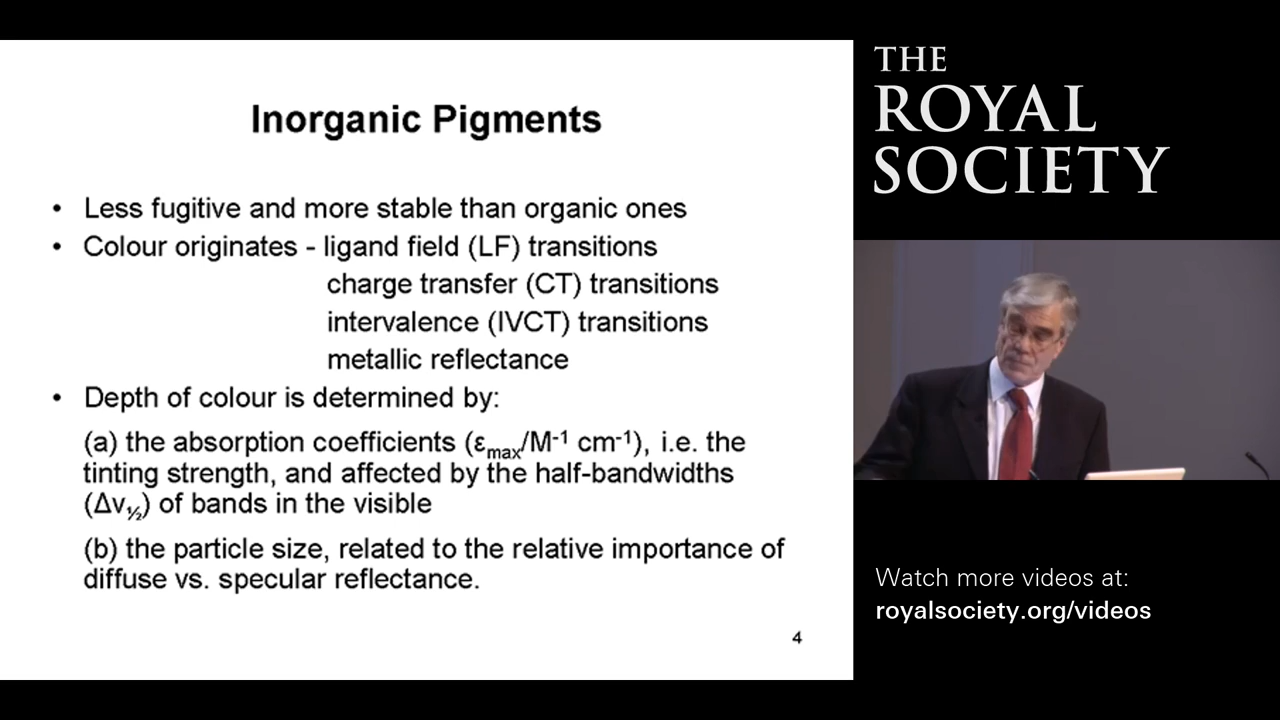 Inorganic Pigments
• Less fugitive and more stable than organic ones
• Colour originates - ligand field (LF) transitions
charge transfer (CT) transitions
intervalence (IVCT) transitions
metallic reflectance
• Depth of colour is determined by:
(a) the absorption coefficients (εmax/M⁻¹ cm⁻¹), i.e. the
tinting strength, and affected by the half-bandwidths
(Δν½) of bands in the visible
(b) the particle size, related to the relative importance of
diffuse vs. specular reflectance.
4
THE
ROYAL
SOCIETY
Watch more videos at:
royalsociety.org/videos